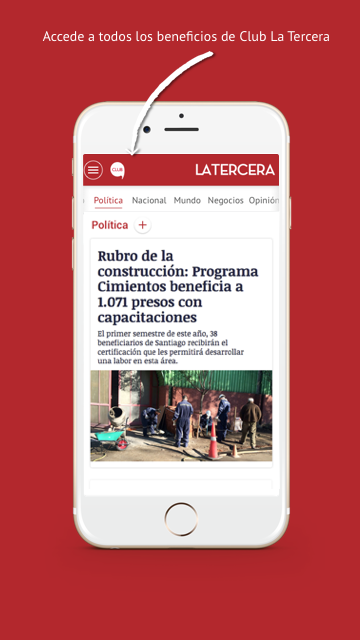 Accede a todos los beneficios de Club La Tercera
CLUB
LATERCERA
Política Nacional Mundo Negocios Opinión
Política +
Rubro de la
construcción: Programa
Cimientos beneficia a
1.071 presos con
capacitaciones
El primer semestre de este año, 38
beneficiarios de Santiago recibirán el
certificación que les permitirá desarrollar
una labor en esta área.